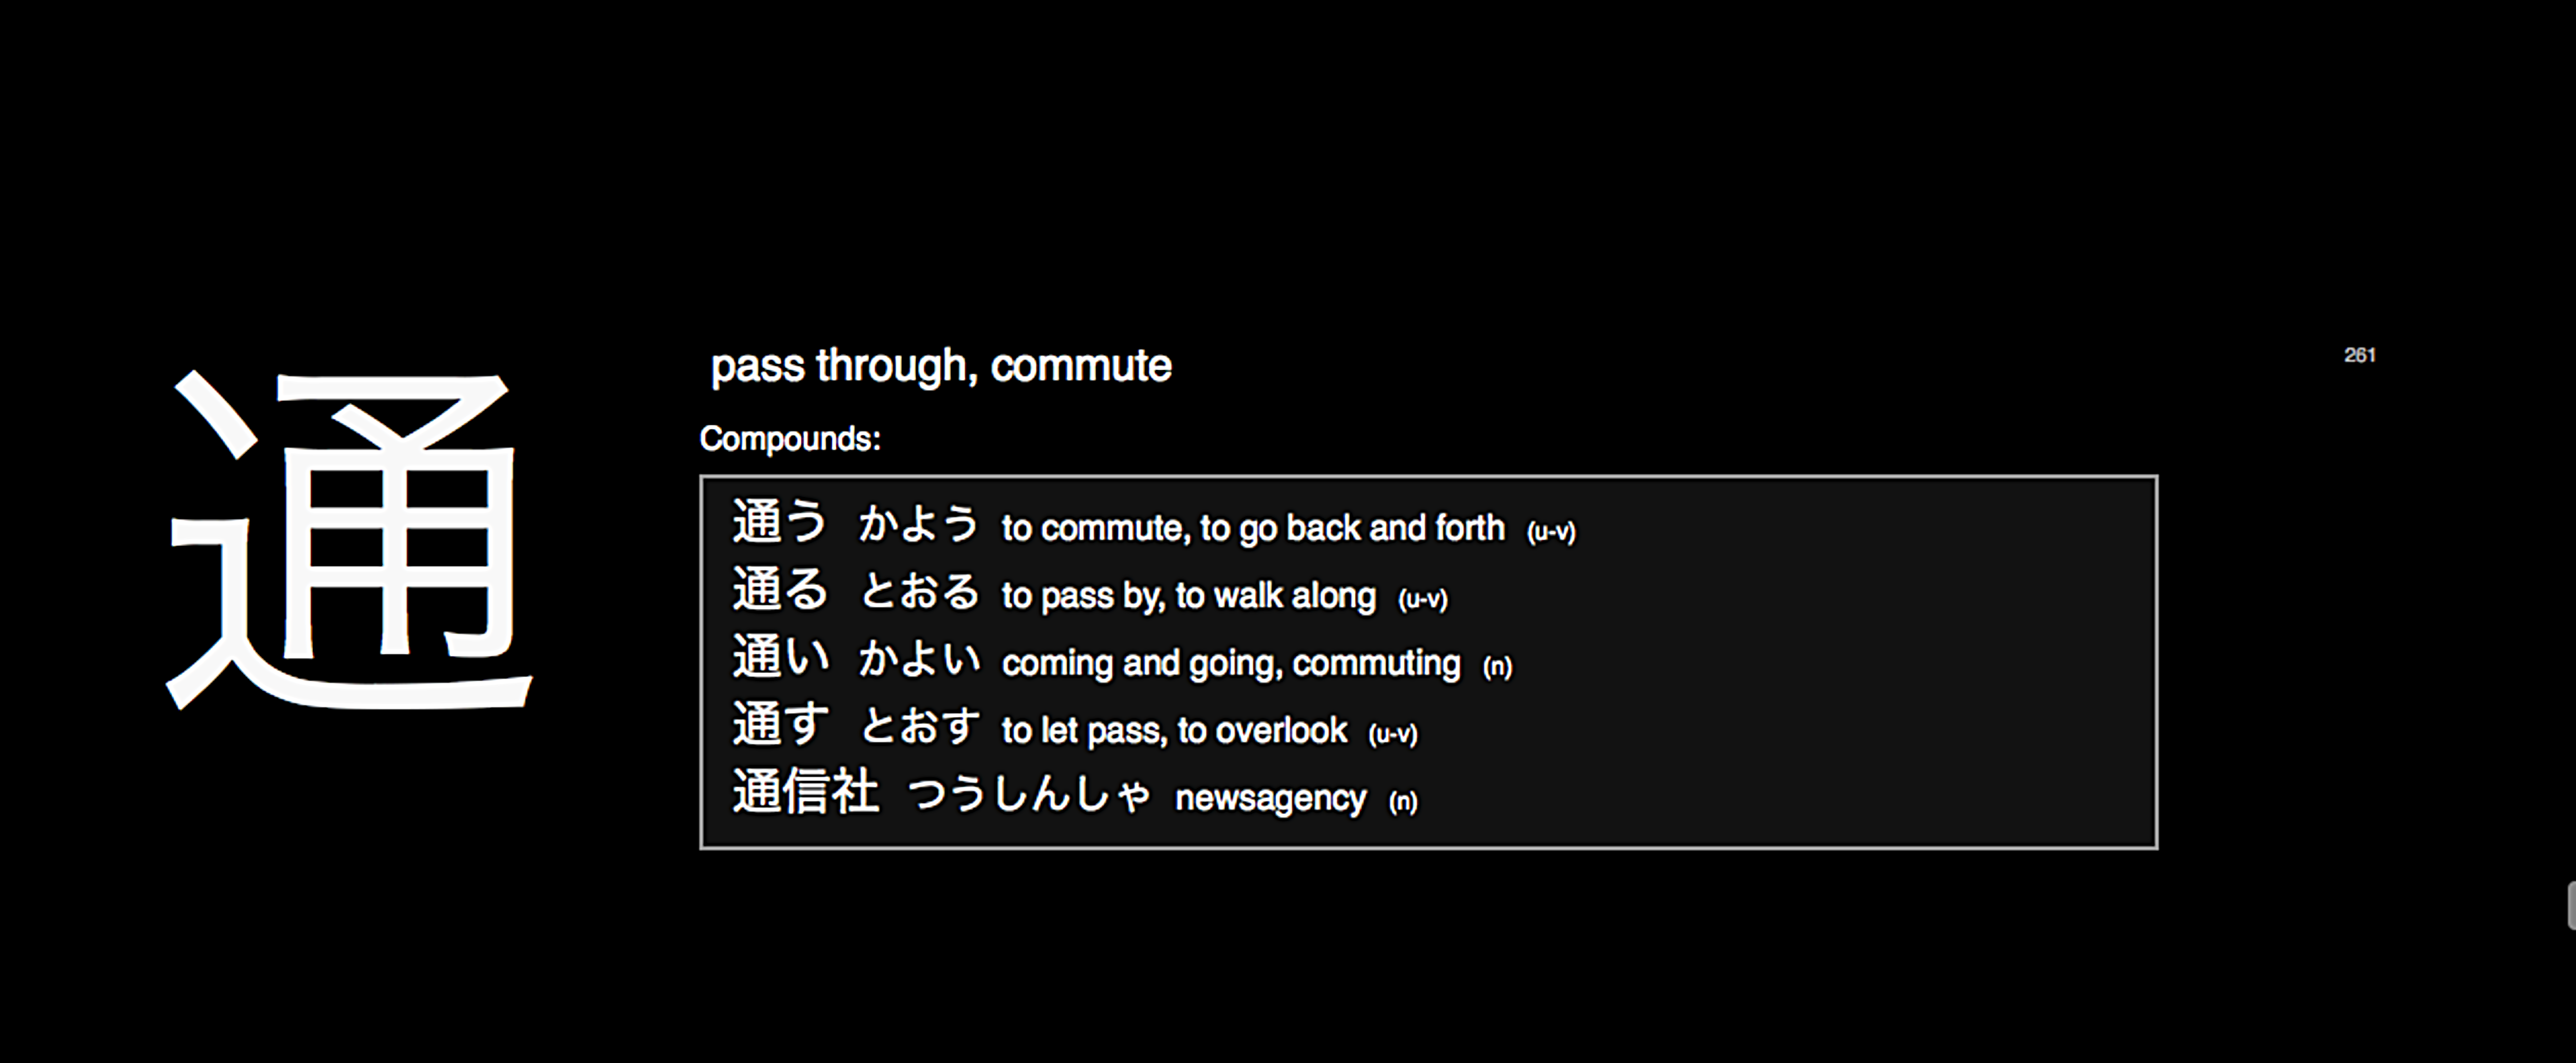 通
pass through, commute
261
Compounds:
通う かよう to commute, to go back and forth (u-v)
通る とおる to pass by, to walk along (u-v)
通い かよい coming and going, commuting (n)
通す とおす to let pass, to overlook (u-v)
通信社 つうしんしゃ newsagency (n)